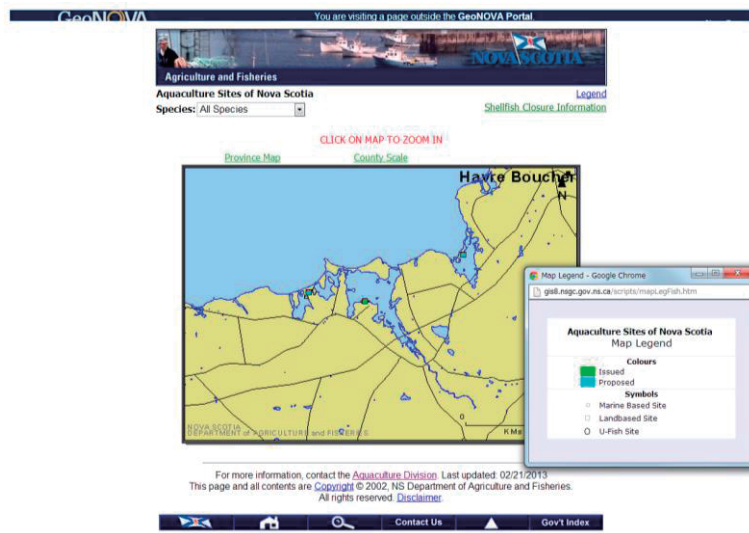 GeoNOVA
You are visiting a page outside the GeoNOVA Portal.
NOVA SCOTIA
Agriculture and Fisheries
Aquaculture Sites of Nova Scotia
Legend
Species: All Species
Shellfish Closure Information
CLICK ON MAP TO ZOOM IN
Province Map County Scale
Havre Boucher
N
NOVA SCOTIA
DEPARTMENT of AGRICULTURE and FISHERIES
0
K Ms
Map Legend - Google Chrome
gis8.nsgc.gov.ns.ca/scripts/mapLegFish.htm
Aquaculture Sites of Nova Scotia
Map Legend
Colours
Issued
Proposed
Symbols
Marine Based Site
Landbased Site
U-Fish Site
For more information, contact the Aquaculture Division. Last updated: 02/21/2013
This page and all contents are Copyright © 2002, NS Department of Agriculture and Fisheries.
All rights reserved. Disclaimer.
Contact Us
Gov't Index